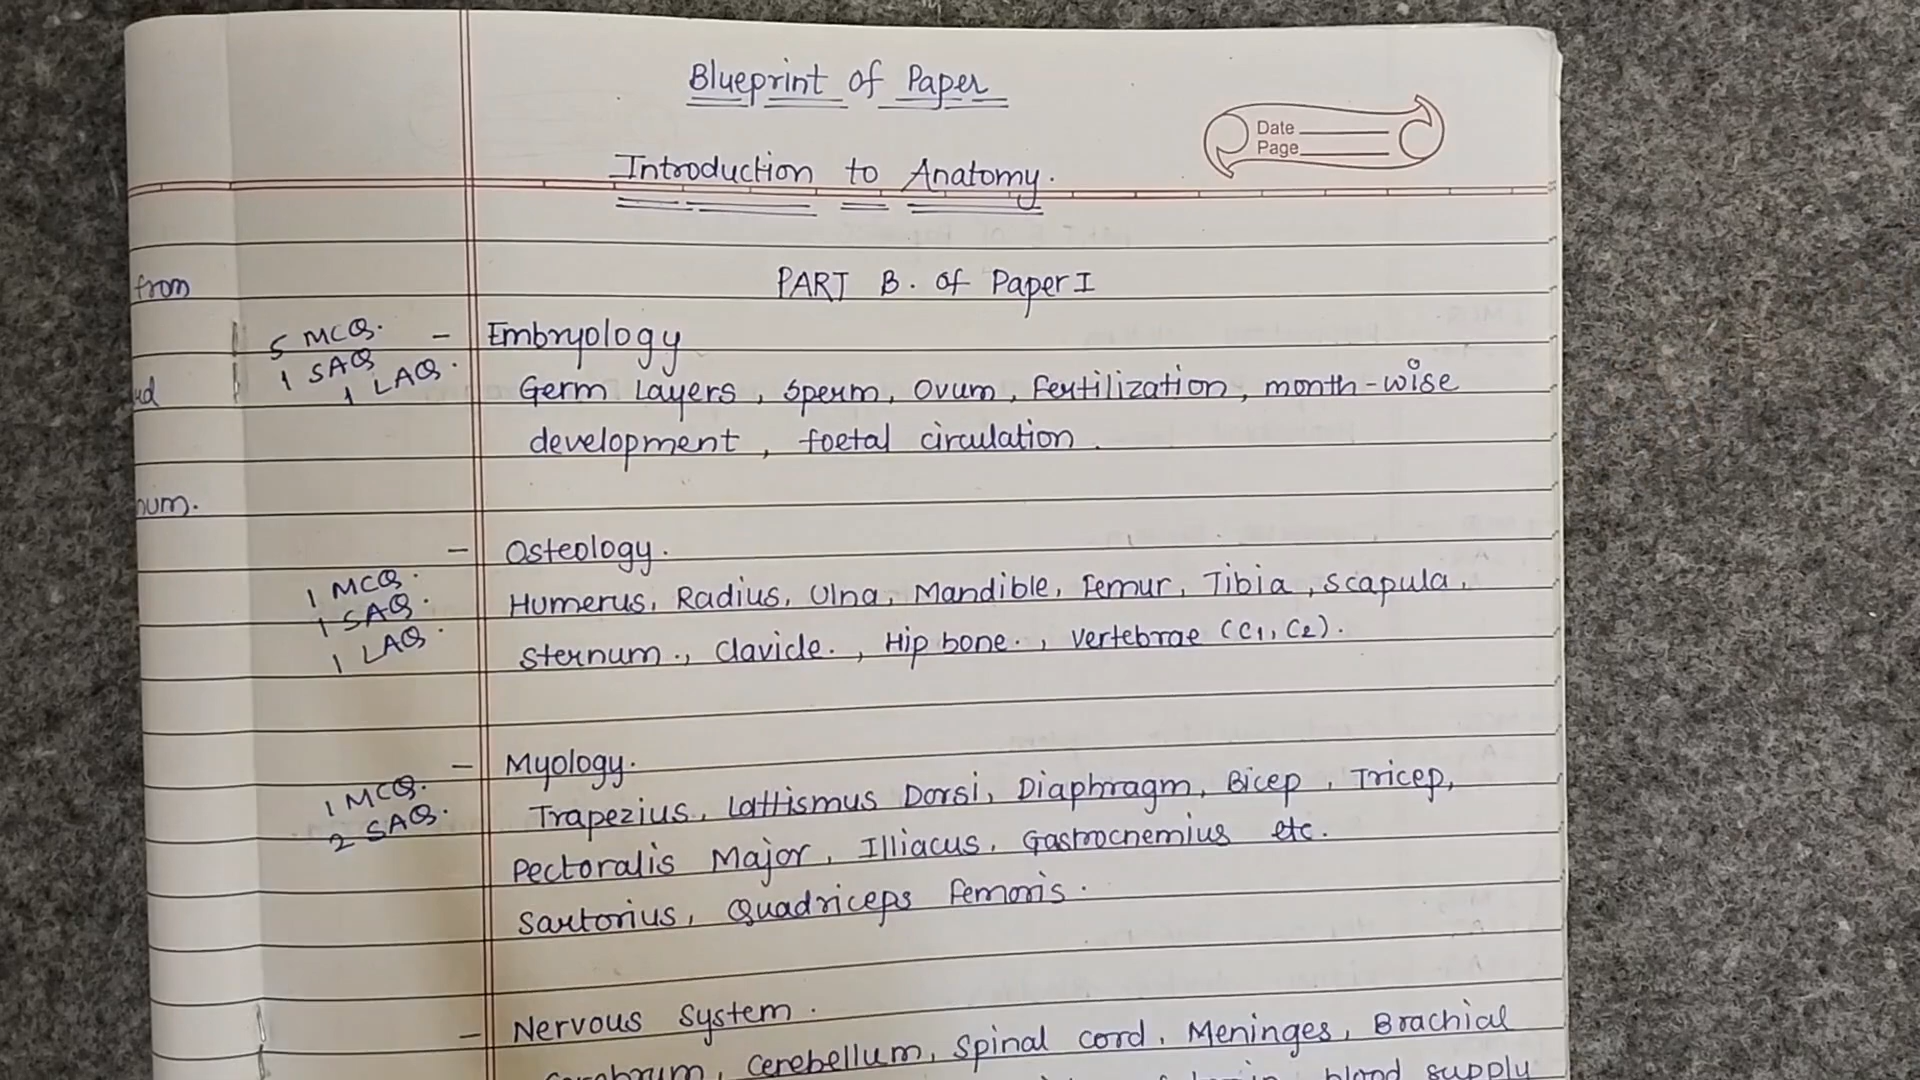 Blueprint of Paper
Date
Page
Introduction to Anatomy.
PART B. of Paper I
from
5 MCQ.
1 SAQ
1 LAQ.
- Embryology
Germ Layers, Sperm, Ovum, Fertilization, month-wise
development, foetal circulation.
- Osteology.
1 MCQ.
1 SAQ.
1 LAQ.
Humerus, Radius, Ulna, Mandible, Femur, Tibia, Scapula,
Sternum., Clavicle., Hip bone., Vertebrae (C1, C2).
- Myology.
1 MCQ.
2 SAQ.
Trapezius, Lattismus Dorsi, Diaphragm, Bicep, Tricep,
Pectoralis Major, Illiacus, Gastrocnemius etc.
Sartorius, Quadriceps Femoris.
- Nervous System.
Cerebellum, Spinal cord, Meninges, Brachial
blood supply